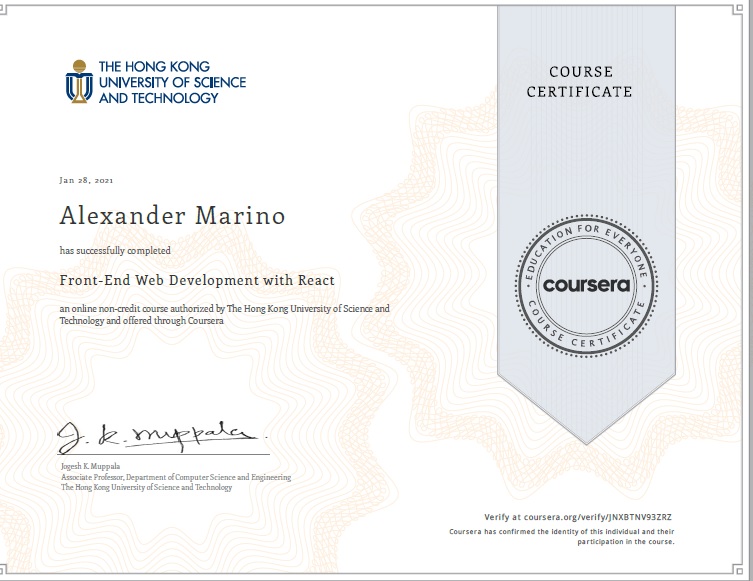 THE HONG KONG
UNIVERSITY OF SCIENCE
AND TECHNOLOGY
COURSE
CERTIFICATE
Jan 28, 2021
Alexander Marino
has successfully completed
Front-End Web Development with React
an online non-credit course authorized by The Hong Kong University of Science and
Technology and offered through Coursera
EDUCATION FOR EVERYONE
coursera
COURSE CERTIFICATE
J. K. Muppala.
Jogesh K. Muppala
Associate Professor, Department of Computer Science and Engineering
The Hong Kong University of Science and Technology
Verify at coursera.org/verify/JNXBTNV93ZRZ
Coursera has confirmed the identity of this individual and their
participation in the course.